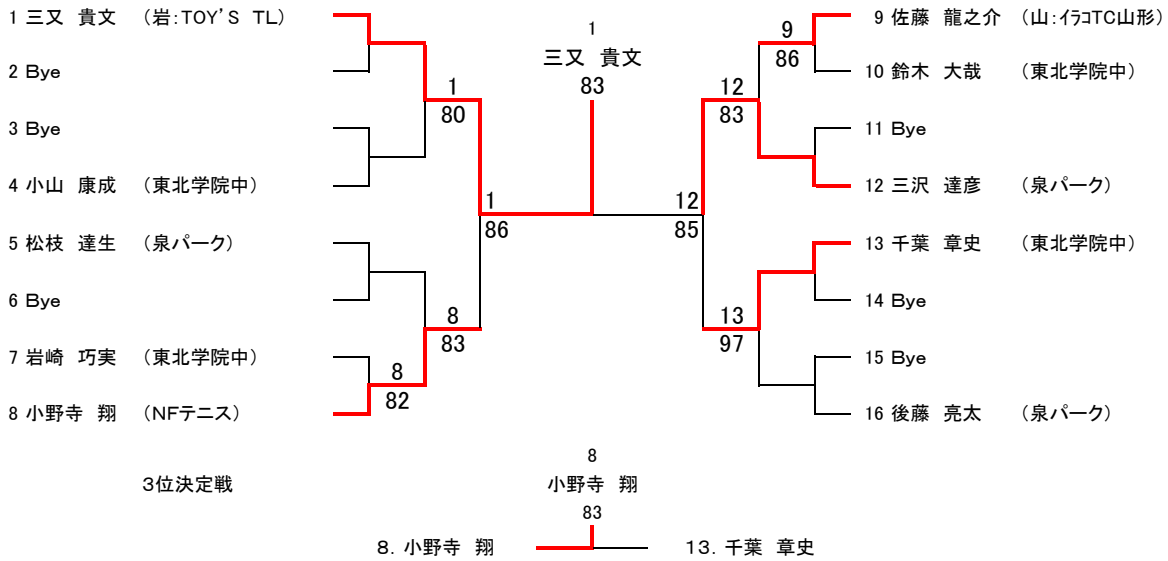 1 三又 貴文 (岩:TOY'S TL)
2 Bye
3 Bye
4 小山 康成 (東北学院中)
5 松枝 達生 (泉パーク)
6 Bye
7 岩崎 巧実 (東北学院中)
8 小野寺 翔 (NFテニス)
1
80
8
83
8
82
1
86
1
三又 貴文
83
12
85
12
83
9
86
13
97
9 佐藤 龍之介 (山:ｲﾗｺTC山形)
10 鈴木 大哉 (東北学院中)
11 Bye
12 三沢 達彦 (泉パーク)
13 千葉 章史 (東北学院中)
14 Bye
15 Bye
16 後藤 亮太 (泉パーク)
3位決定戦
8
小野寺 翔
83
8. 小野寺 翔
13. 千葉 章史